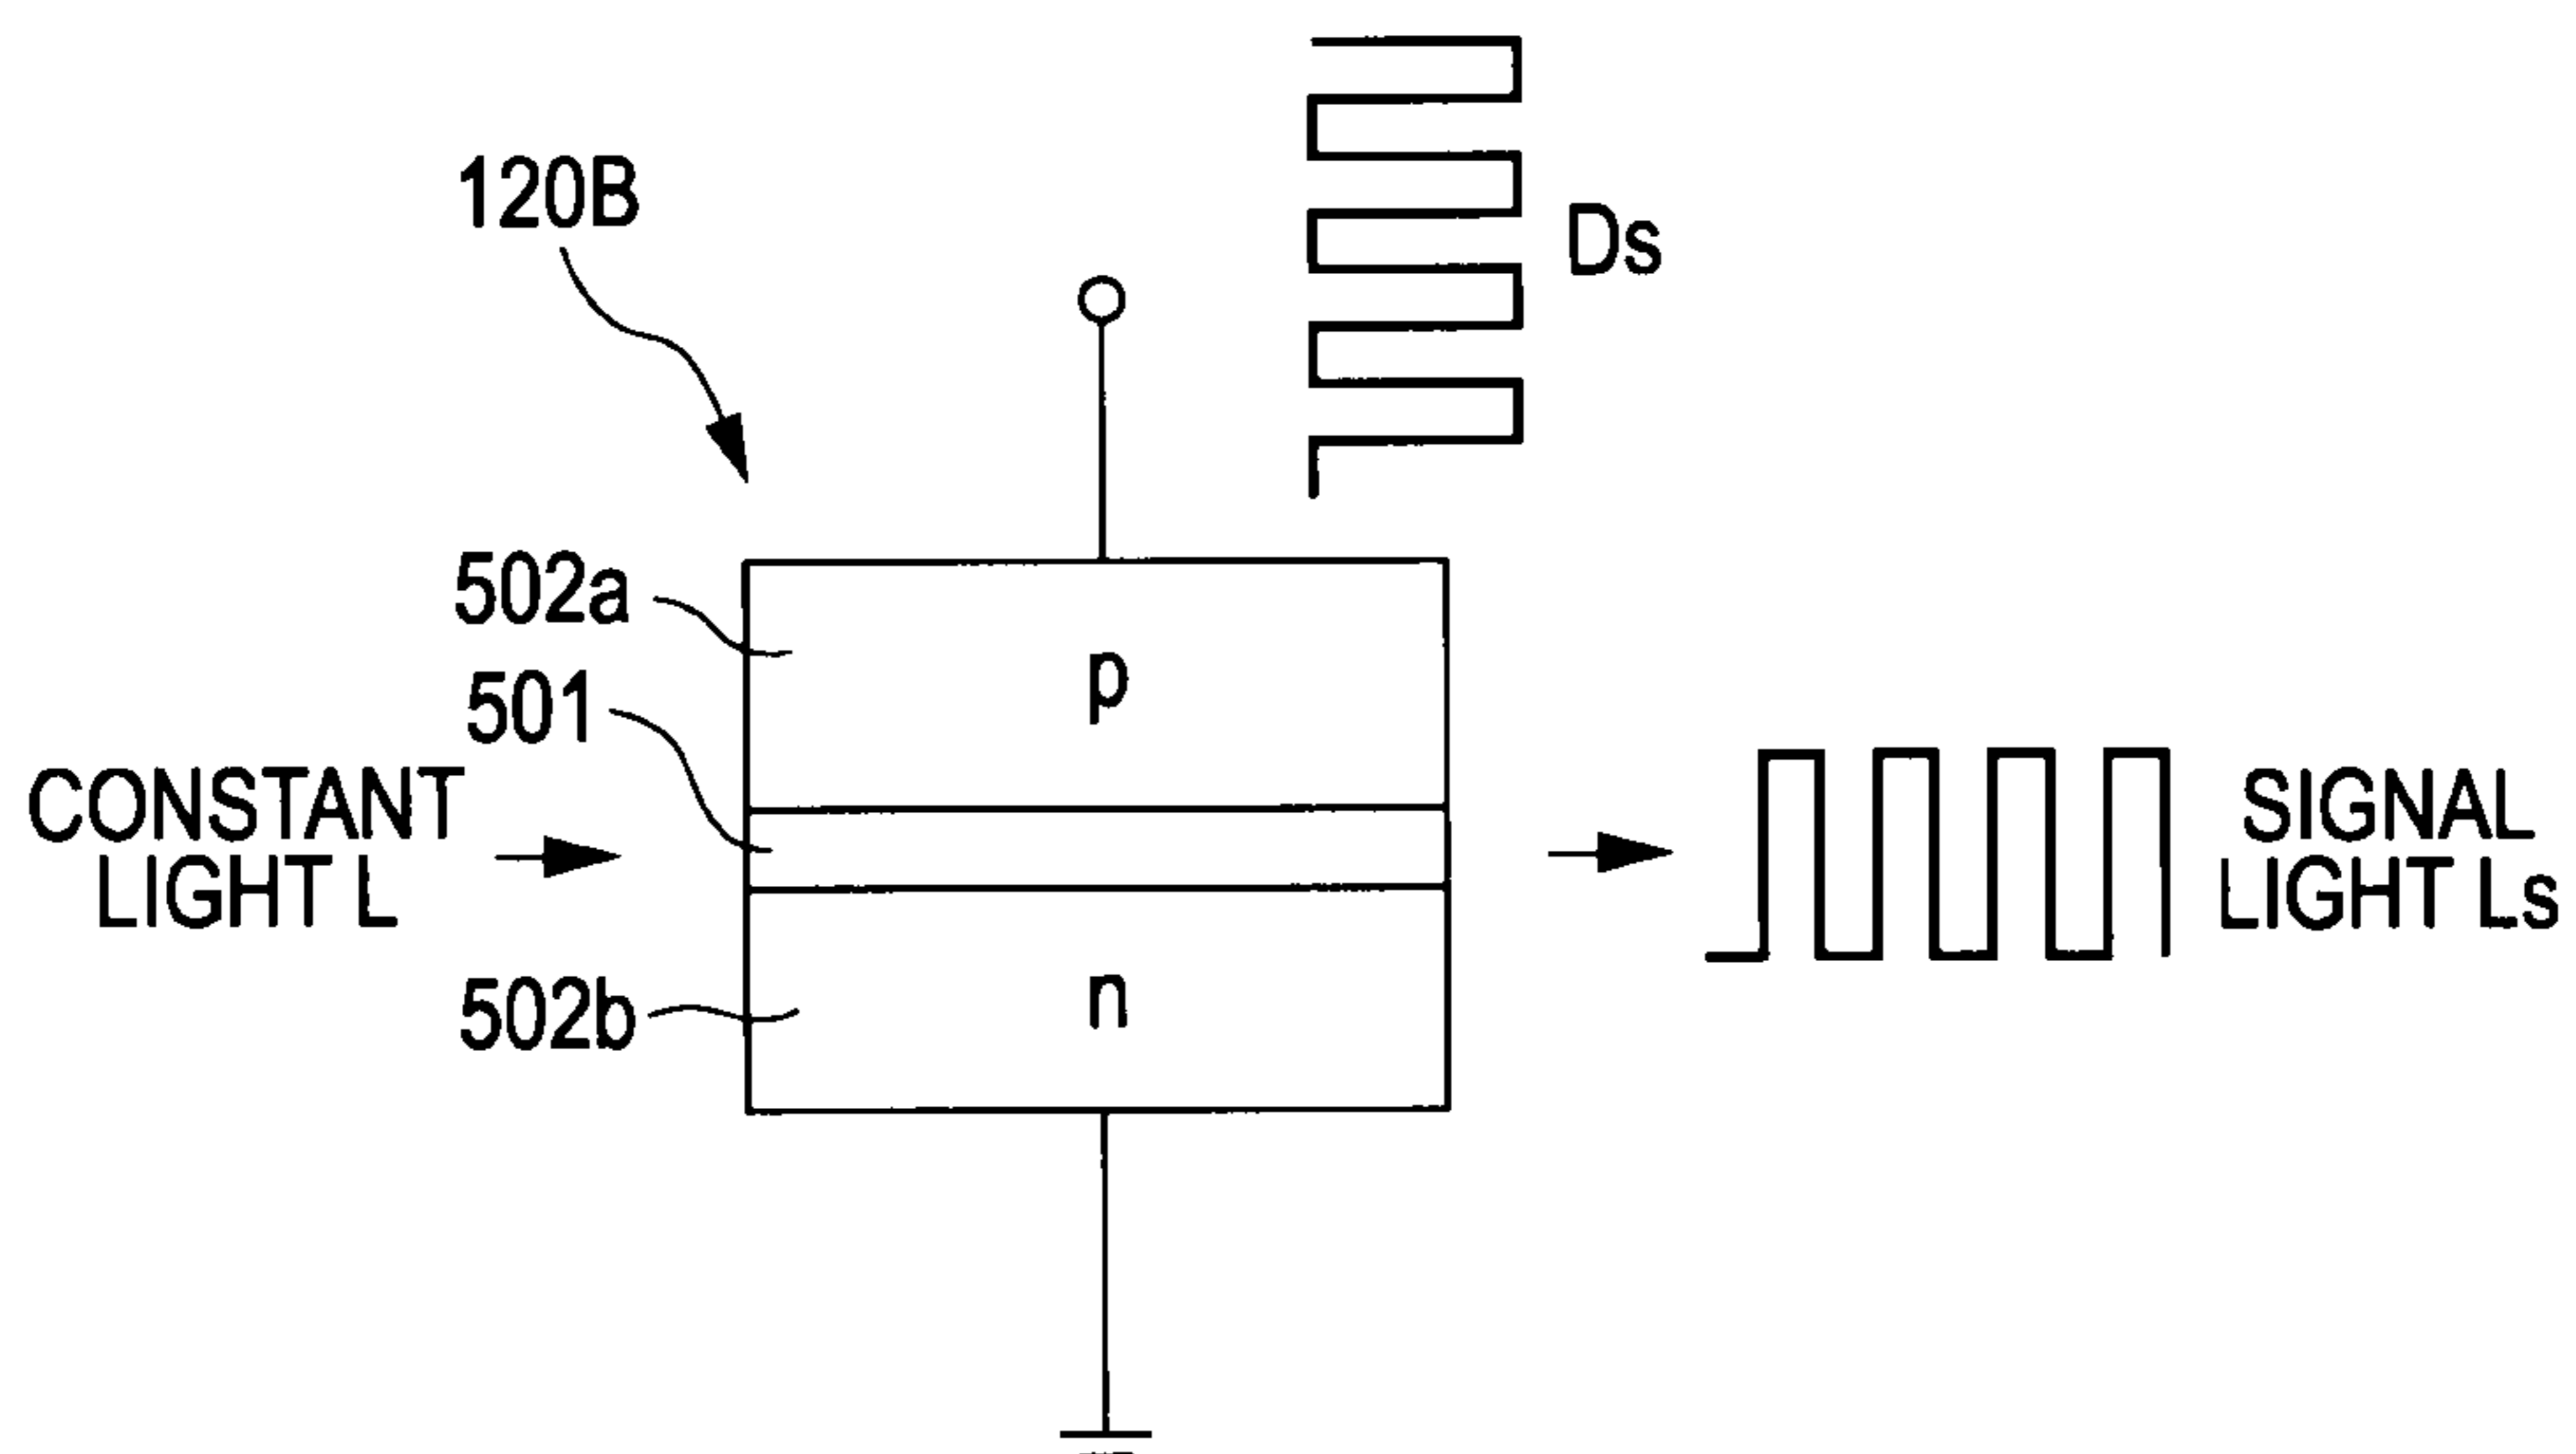 120B
Ds
502a
p
501
CONSTANT
LIGHT L
SIGNAL
LIGHT Ls
502b
n